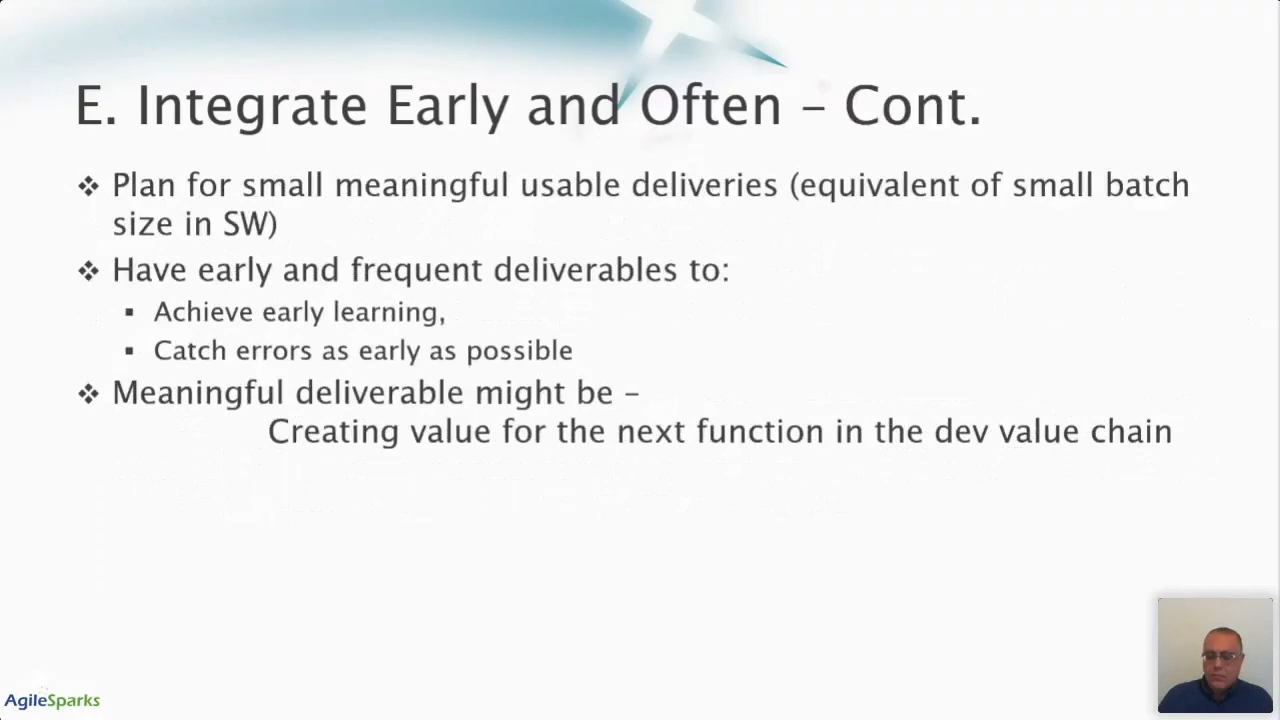 E. Integrate Early and Often – Cont.
❖ Plan for small meaningful usable deliveries (equivalent of small batch
size in SW)
❖ Have early and frequent deliverables to:
▪ Achieve early learning,
▪ Catch errors as early as possible
❖ Meaningful deliverable might be –
Creating value for the next function in the dev value chain
AgileSparks